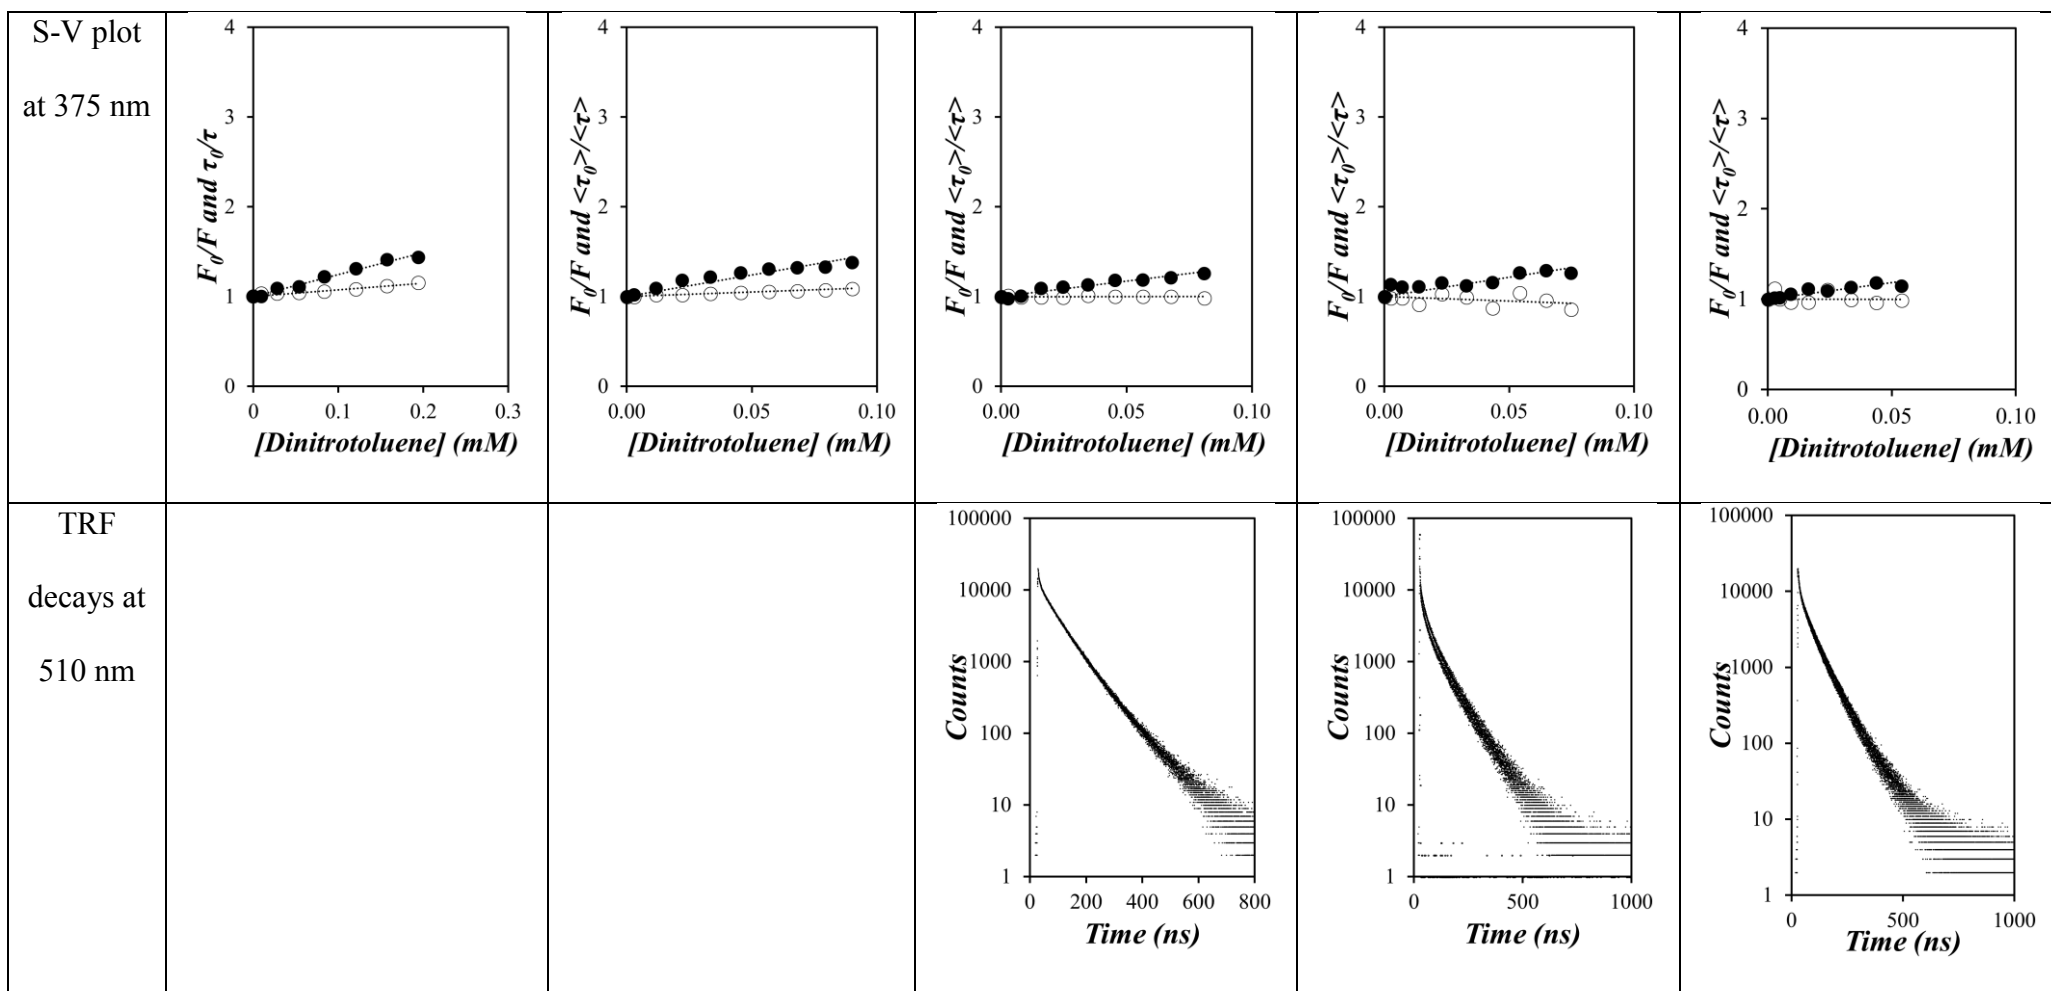 S-V plot
at 375 nm
F0/F and τ0/τ
4
3
2
1
0
0 0.1 0.2 0.3
[Dinitrotoluene] (mM)
F0/F and <τ0>/<τ>
4
3
2
1
0
0.00 0.05 0.10
[Dinitrotoluene] (mM)
F0/F and <τ0>/<τ>
4
3
2
1
0
0.00 0.05 0.10
[Dinitrotoluene] (mM)
F0/F and <τ0>/<τ>
4
3
2
1
0
0.00 0.05 0.10
[Dinitrotoluene] (mM)
F0/F and <τ0>/<τ>
4
3
2
1
0
0.00 0.05 0.10
[Dinitrotoluene] (mM)
TRF
decays at
510 nm
Counts
100000
10000
1000
100
10
1
0 200 400 600 800
Time (ns)
Counts
100000
10000
1000
100
10
1
0 500 1000
Time (ns)
Counts
100000
10000
1000
100
10
1
0 500 1000
Time (ns)